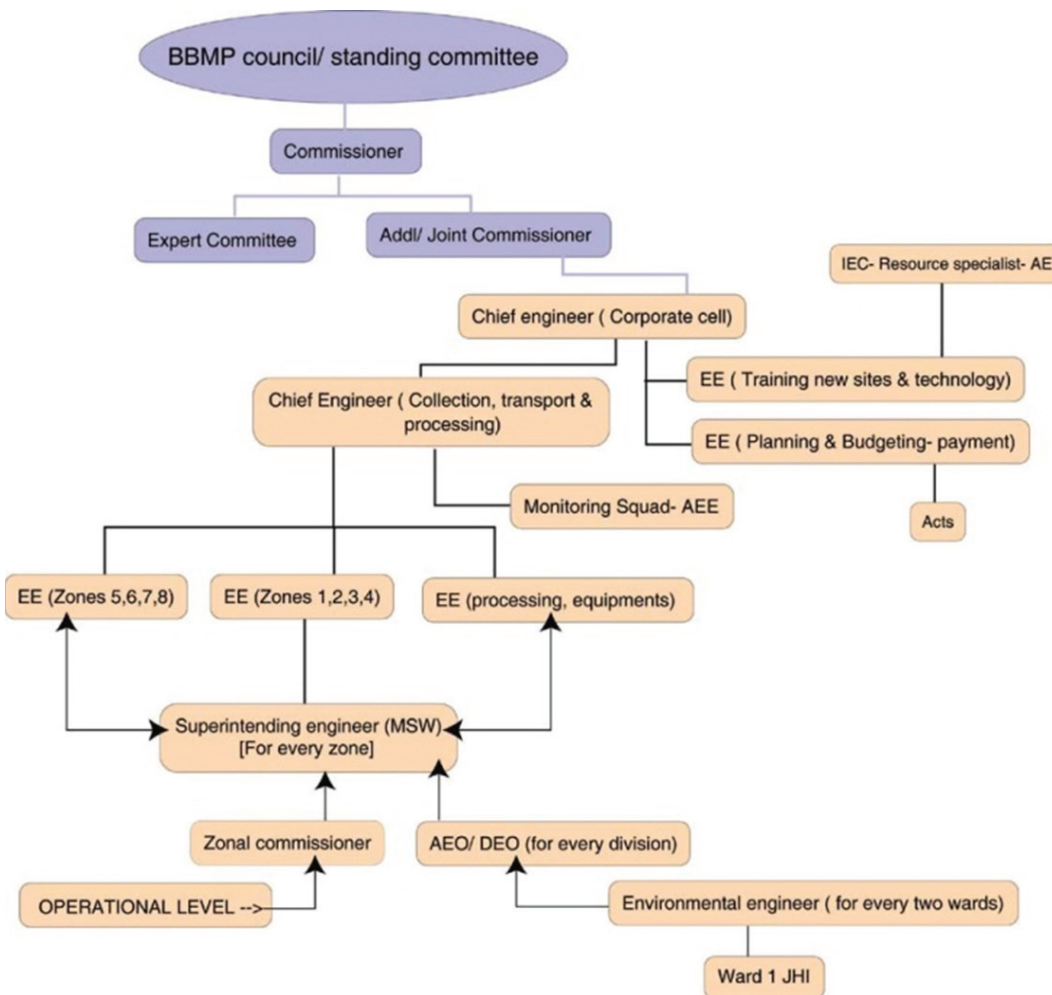 BBMP council/ standing committee
Commissioner
Expert Committee
Addl/ Joint Commissioner
IEC- Resource specialist- AE
Chief engineer ( Corporate cell)
EE ( Training new sites & technology)
Chief Engineer ( Collection, transport &
processing)
EE ( Planning & Budgeting- payment)
Monitoring Squad- AEE
Acts
EE (Zones 5,6,7,8)
EE (Zones 1,2,3,4)
EE (processing, equipments)
Superintending engineer (MSW)
[For every zone]
Zonal commissioner
AEO/ DEO (for every division)
OPERATIONAL LEVEL -->
Environmental engineer ( for every two wards)
Ward 1 JHI